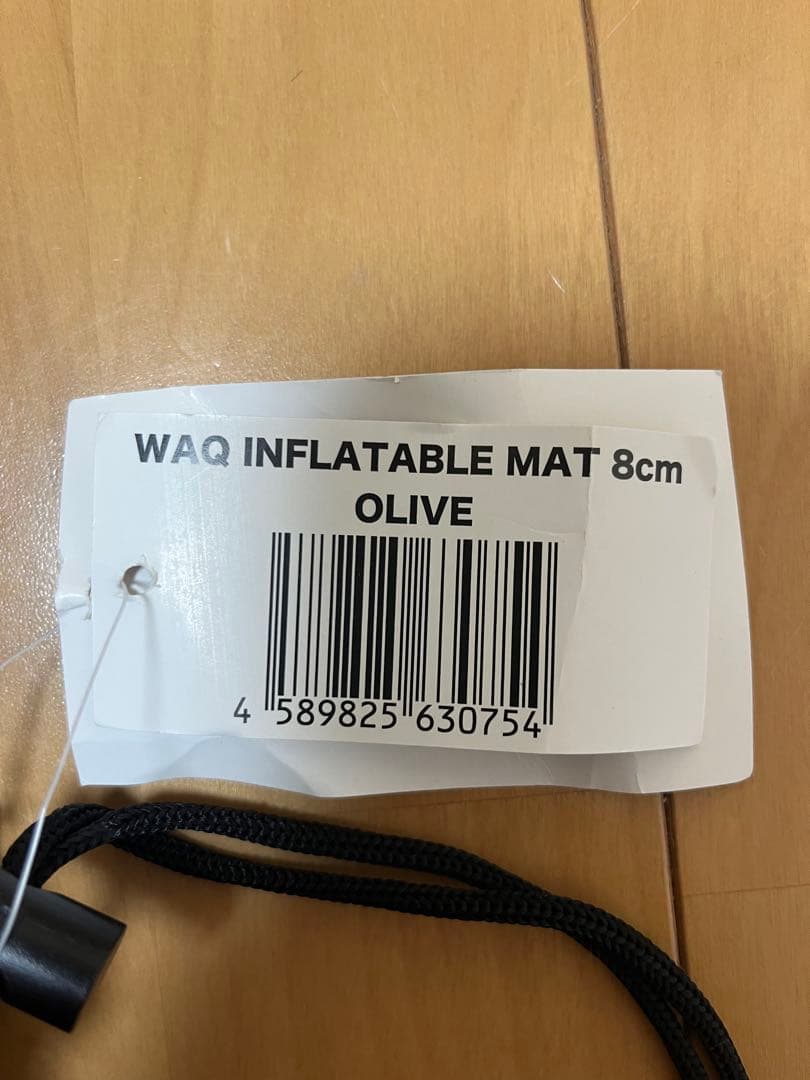 WAQ INFLATABLE MAT 8cm
OLIVE
4 589825 630754